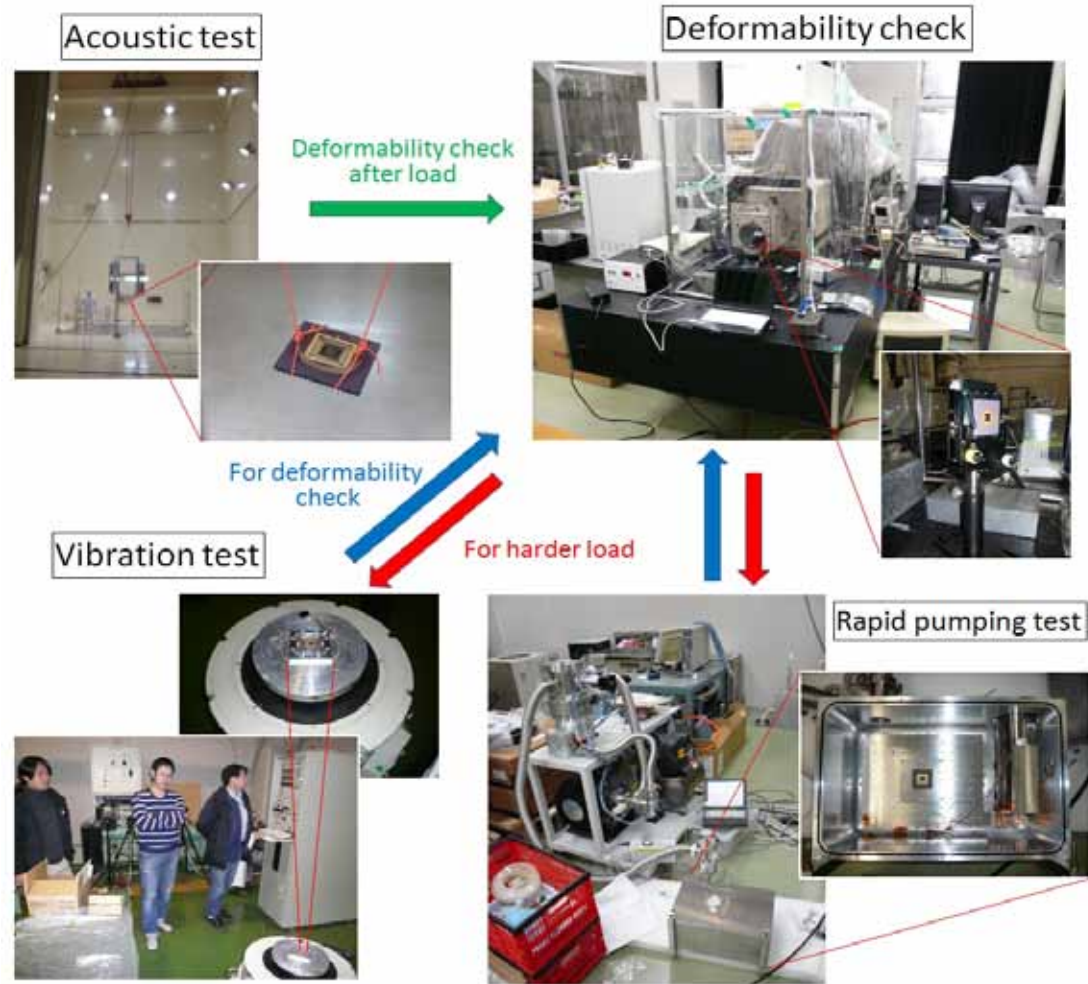 Acoustic test
Deformability check
Deformability check
after load
For deformability
check
Vibration test
For harder load
Rapid pumping test